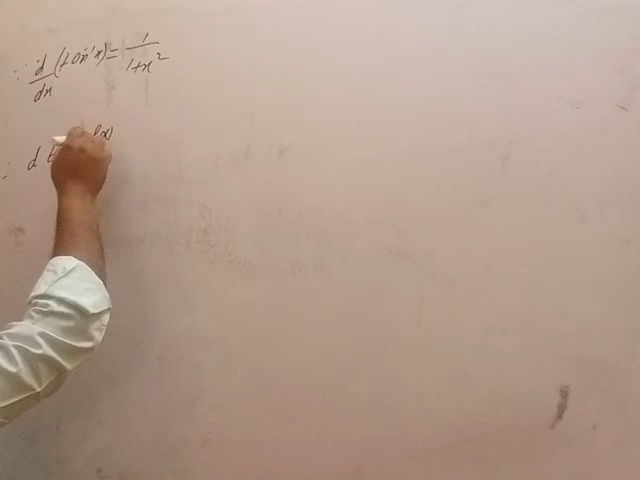 ∵ d/dx (tan⁻¹x) = 1/1+x²
∴ d